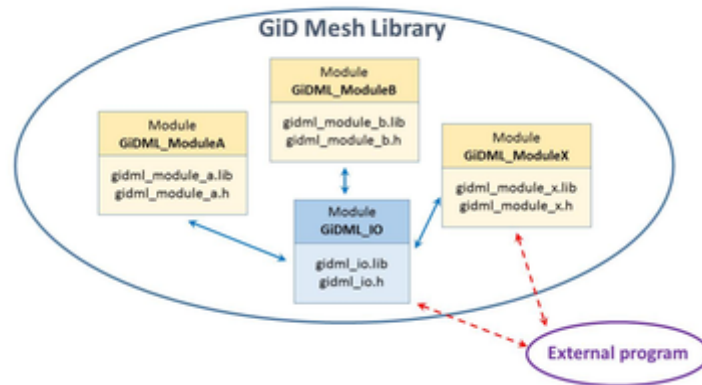 GiD Mesh Library
Module
GiDML_ModuleB
gidml_module_b.lib
gidml_module_b.h
Module
GiDML_ModuleA
gidml_module_a.lib
gidml_module_a.h
Module
GiDML_ModuleX
gidml_module_x.lib
gidml_module_x.h
Module
GiDML_IO
gidml_io.lib
gidml_io.h
External program